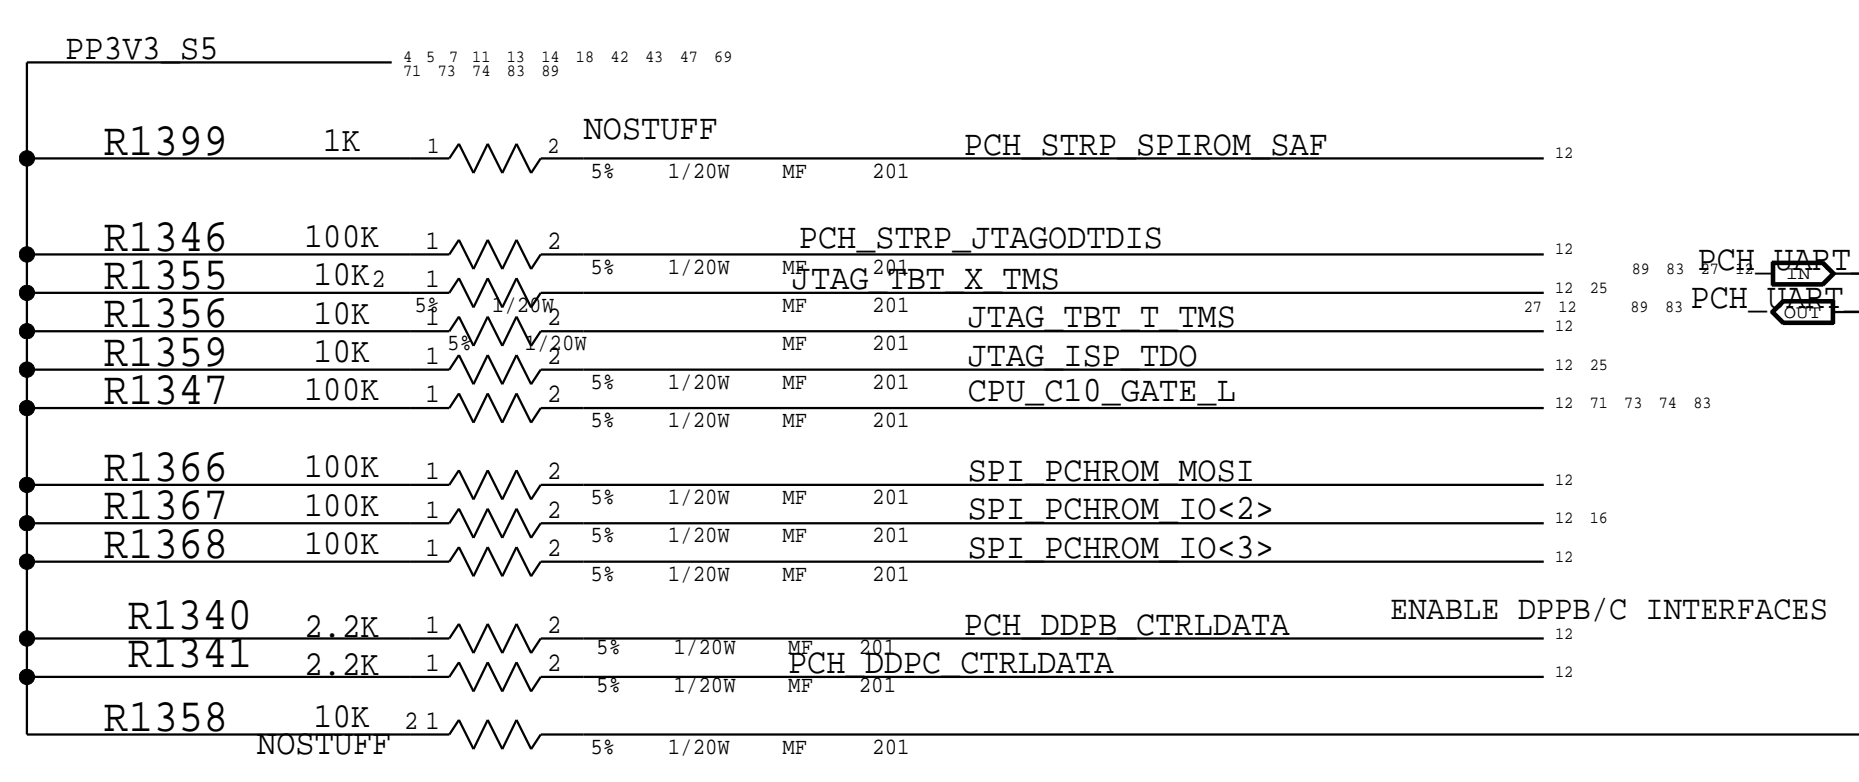 PP3V3_S5
4 5 7 11 13 14 18 42 43 47 69
71 73 74 83 89
R1399 1K 1 2 NOSTUFF PCH_STRP_SPIROM_SAF 12
5% 1/20W MF 201
R1346 100K 1 2 PCH_STRP_JTAGODTDIS 12
5% 1/20W MF 201
PCH_UART_
89 83 27 12 IN
R1355 10K 2 1 JTAG_TBT_X_TMS 12 25
5% 1/20W MF 201
PCH_UART_
27 12 89 83 OUT
R1356 10K 1 2 JTAG_TBT_T_TMS 12
5% 1/20W MF 201
R1359 10K 1 2 JTAG_ISP_TDO 12 25
5% 1/20W MF 201
R1347 100K 1 2 CPU_C10_GATE_L 12 71 73 74 83
5% 1/20W MF 201
R1366 100K 1 2 SPI_PCHROM_MOSI 12
5% 1/20W MF 201
R1367 100K 1 2 SPI_PCHROM_IO<2> 12 16
5% 1/20W MF 201
R1368 100K 1 2 SPI_PCHROM_IO<3> 12
5% 1/20W MF 201
ENABLE DPPB/C INTERFACES
R1340 2.2K 1 2 PCH_DDPB_CTRLDATA 12
5% 1/20W MF 201
R1341 2.2K 1 2 PCH_DDPC_CTRLDATA 12
5% 1/20W MF 201
R1358 10K 2 1
NOSTUFF 5% 1/20W MF 201